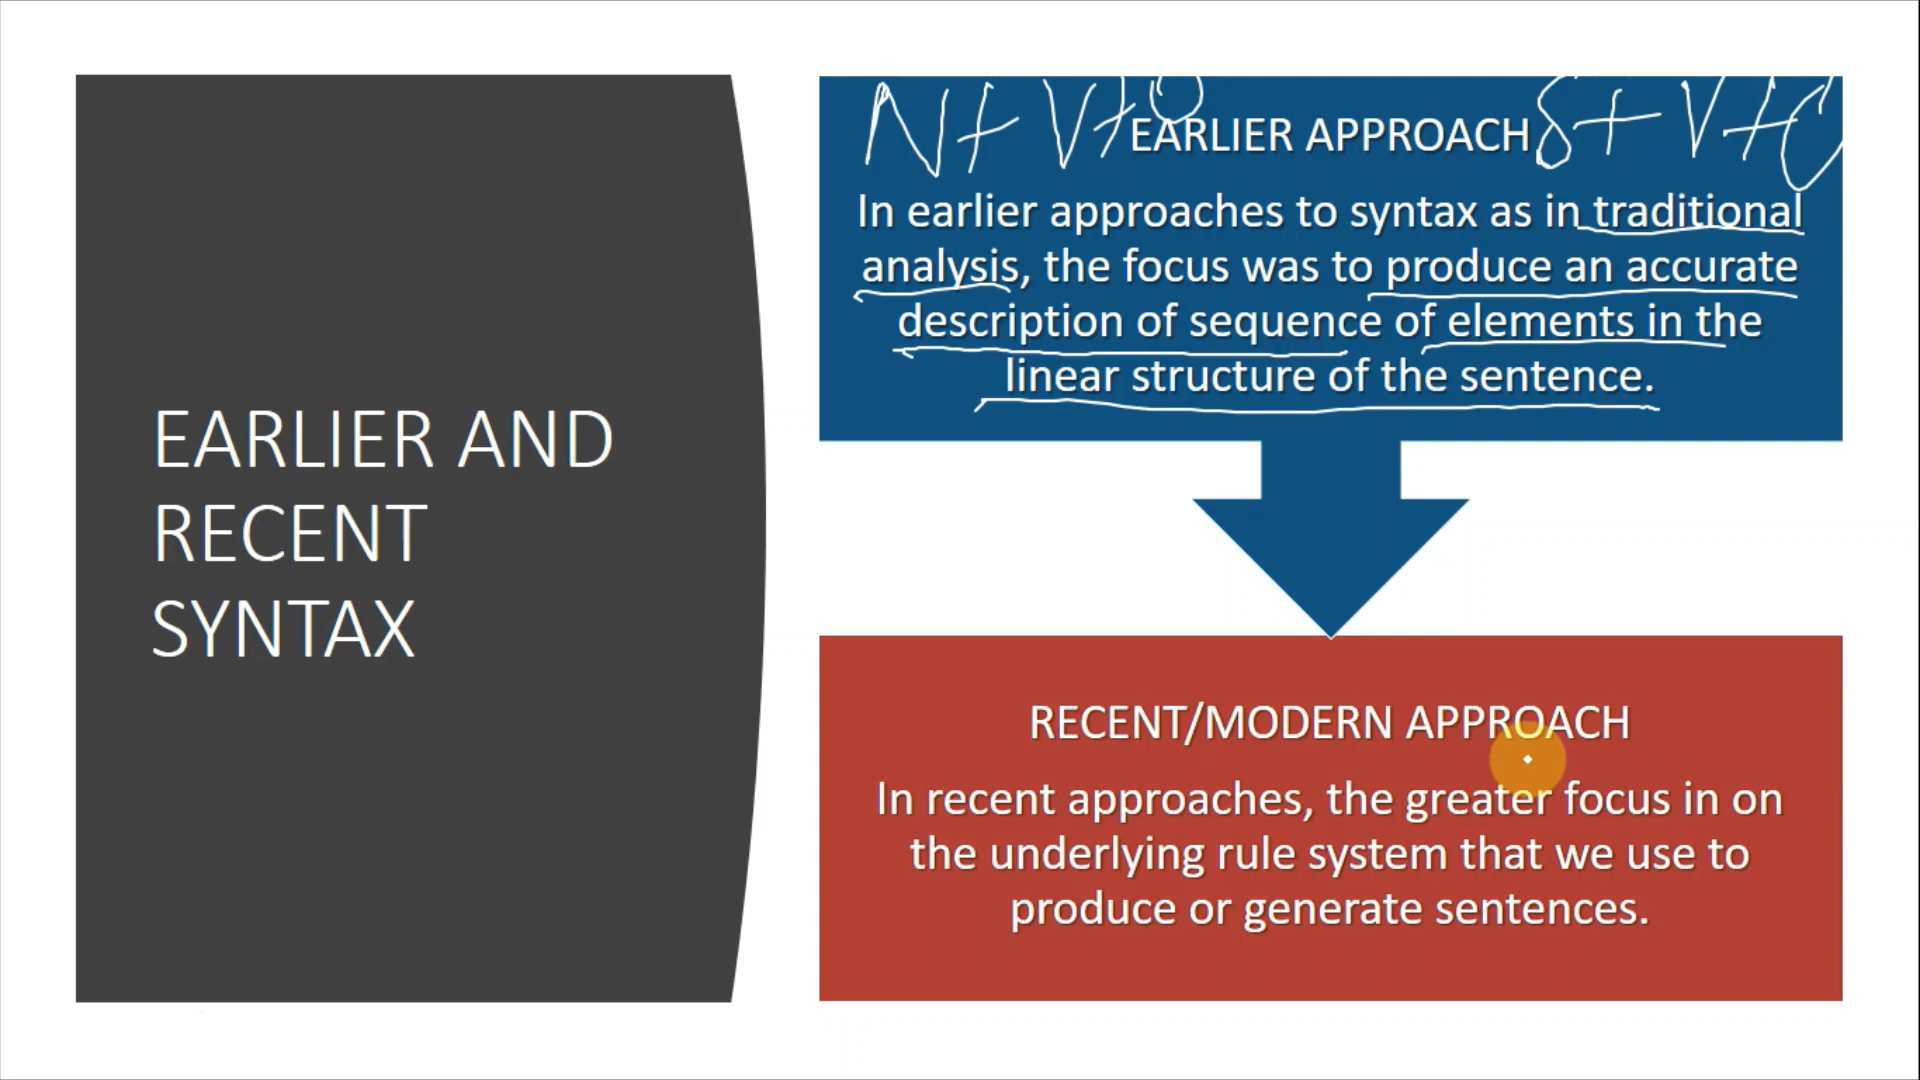 EARLIER AND
RECENT
SYNTAX
N+ V+O
S+ V+O
EARLIER APPROACH
In earlier approaches to syntax as in traditional
analysis, the focus was to produce an accurate
description of sequence of elements in the
linear structure of the sentence.
RECENT/MODERN APPROACH
In recent approaches, the greater focus in on
the underlying rule system that we use to
produce or generate sentences.